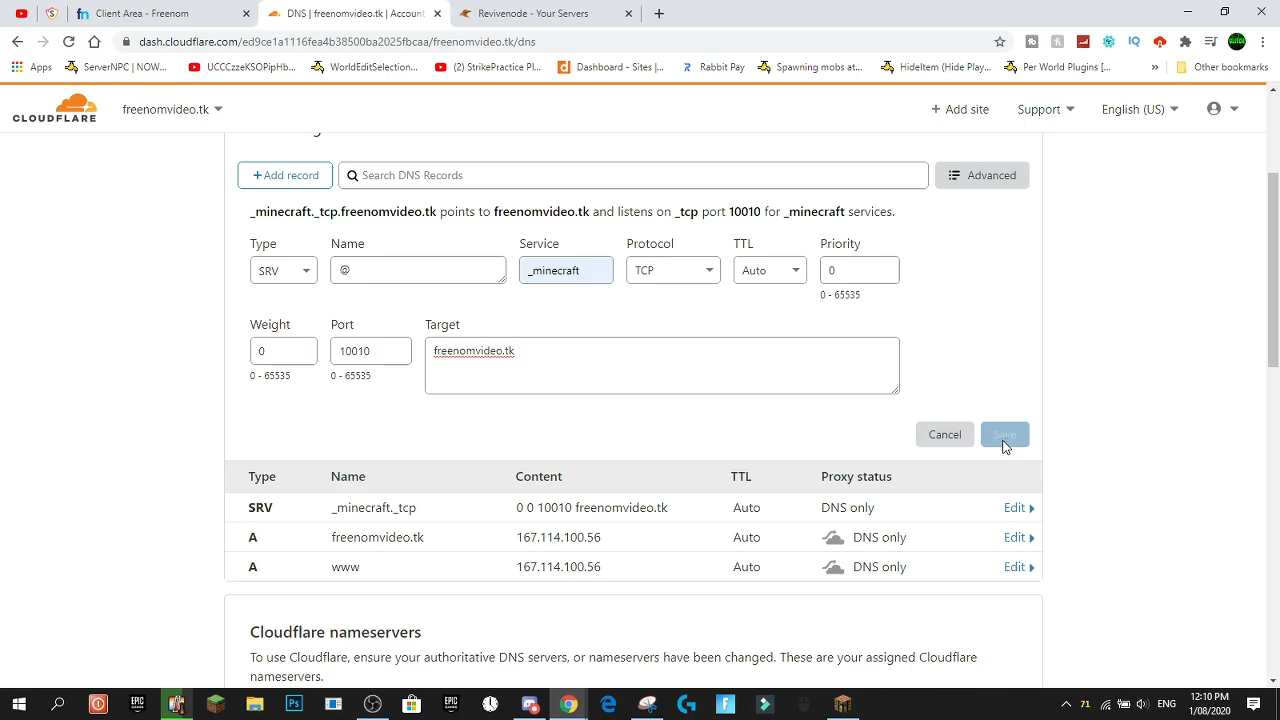 Client Area - Freenom
DNS | freenomvideo.tk | Account
Revivenode - Your Servers
dash.cloudflare.com/ed9ce1a1116fea4b38500ba2025fbcaa/freenomvideo.tk/dns
Apps
ServerNPC | NOW...
UCCCzzeKSOPipHb...
WorldEditSelection...
(2) StrikePractice Pl...
Dashboard - Sites |...
Rabbit Pay
Spawning mobs at...
HideItem (Hide Play...
Per World Plugins [...
»
Other bookmarks
CLOUDFLARE
freenomvideo.tk
+ Add site
Support
English (US)
+ Add record
Search DNS Records
Advanced
_minecraft._tcp.freenomvideo.tk points to freenomvideo.tk and listens on _tcp port 10010 for _minecraft services.
Type Name Service Protocol TTL Priority
SRV @ _minecraft TCP Auto 0
0 - 65535
Weight Port Target
0 10010 freenomvideo.tk
0 - 65535 0 - 65535
Cancel Save
Type Name Content TTL Proxy status
SRV _minecraft._tcp 0 0 10010 freenomvideo.tk Auto DNS only Edit
A freenomvideo.tk 167.114.100.56 Auto DNS only Edit
A www 167.114.100.56 Auto DNS only Edit
Cloudflare nameservers
To use Cloudflare, ensure your authoritative DNS servers, or nameservers have been changed. These are your assigned Cloudflare
nameservers.
71
ENG
12:10 PM
1/08/2020